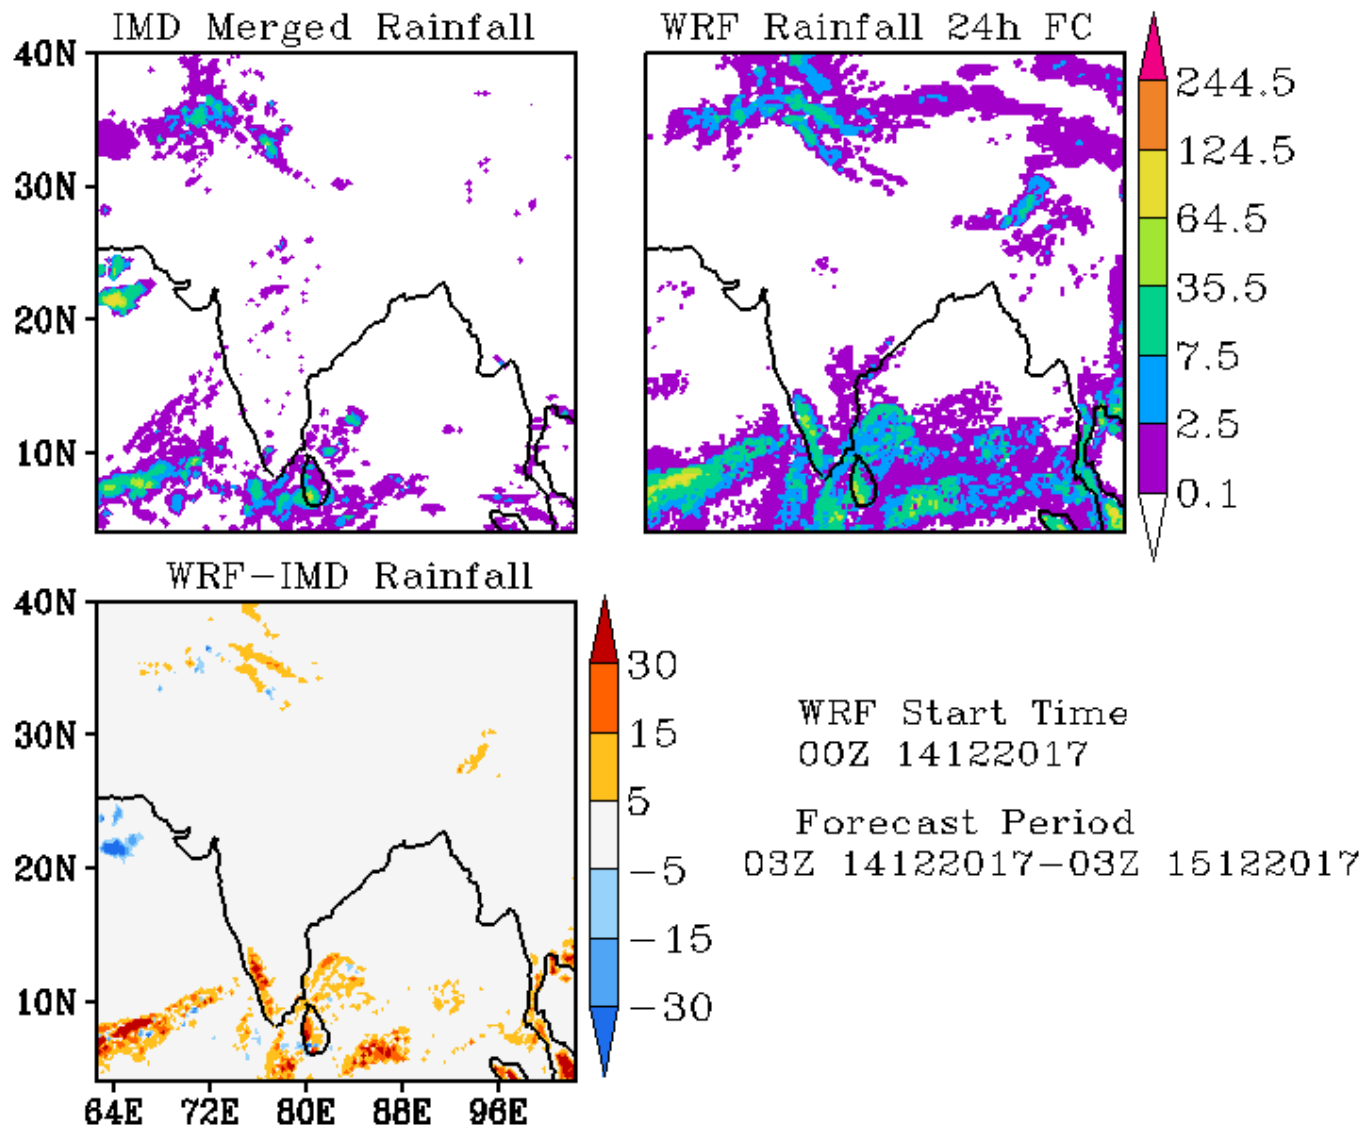 IMD Merged Rainfall
WRF Rainfall 24h FC
40N
30N
20N
10N
244.5
124.5
64.5
35.5
7.5
2.5
0.1
WRF-IMD Rainfall
40N
30N
20N
10N
64E 72E 80E 88E 96E
30
15
5
-5
-15
-30
WRF Start Time
00Z 14122017
Forecast Period
03Z 14122017-03Z 15122017